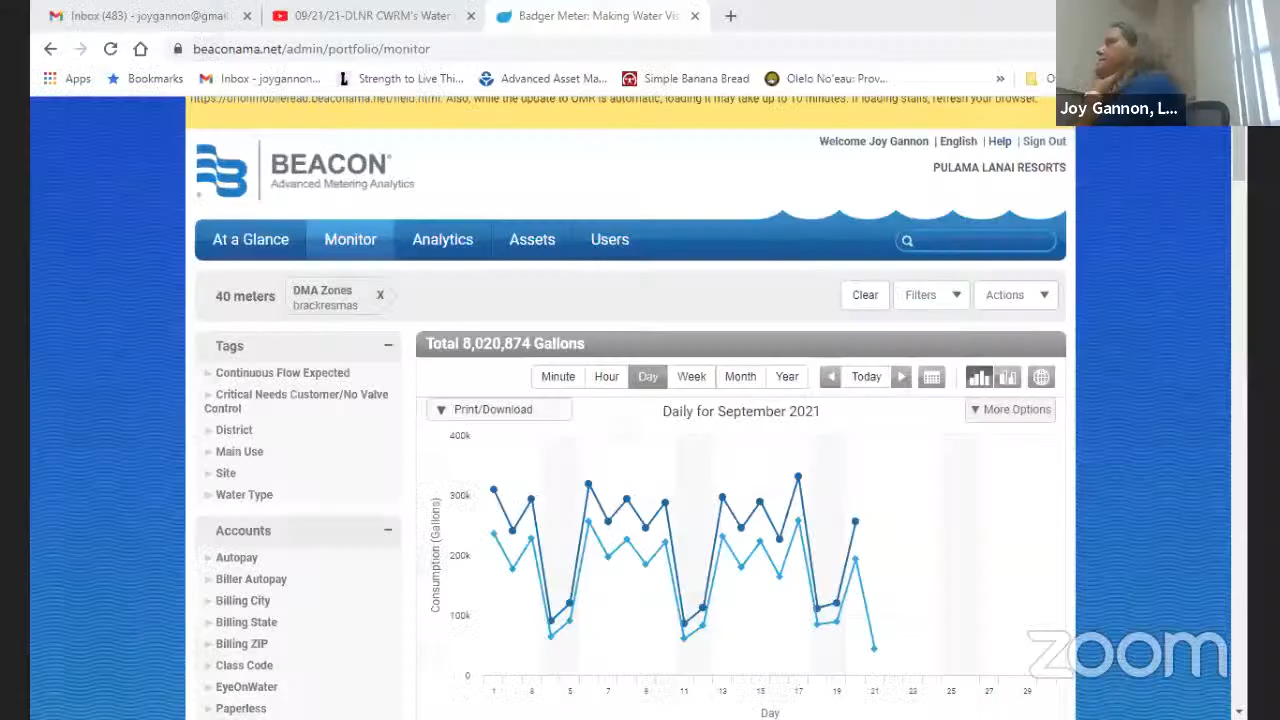 Inbox (483) - joygannon@gmai
09/21/21-DLNR CWRM's Water
Badger Meter: Making Water Vis
beaconama.net/admin/portfolio/monitor
Apps
Bookmarks
Inbox - joygannon...
Strength to Live Thi...
Advanced Asset Ma...
Simple Banana Bread
Olelo No'eau: Prov...
»
O
Joy Gannon, L...
https://orionmobileread.beaconama.net/field.html. Also, while the update to OMR is automatic, loading it may take up to 10 minutes. If loading stalls, refresh your browser.
BEACON®
Advanced Metering Analytics
Welcome Joy Gannon | English | Help | Sign Out
PULAMA LANAI RESORTS
At a Glance Monitor Analytics Assets Users
40 meters
DMA Zones
brackresmas
X
Clear Filters Actions
Tags
Continuous Flow Expected
Critical Needs Customer/No Valve
Control
District
Main Use
Site
Water Type
Accounts
Autopay
Biller Autopay
Billing City
Billing State
Billing ZIP
Class Code
EyeOnWater
Paperless
Total 8,020,874 Gallons
Minute Hour Day Week Month Year Today
Print/Download
Daily for September 2021
More Options
Consumption (Gallons)
400k
300k
200k
100k
0
1 3 5 7 9 11 13 15 17 19 21 23 25 27 29
Day
zoom